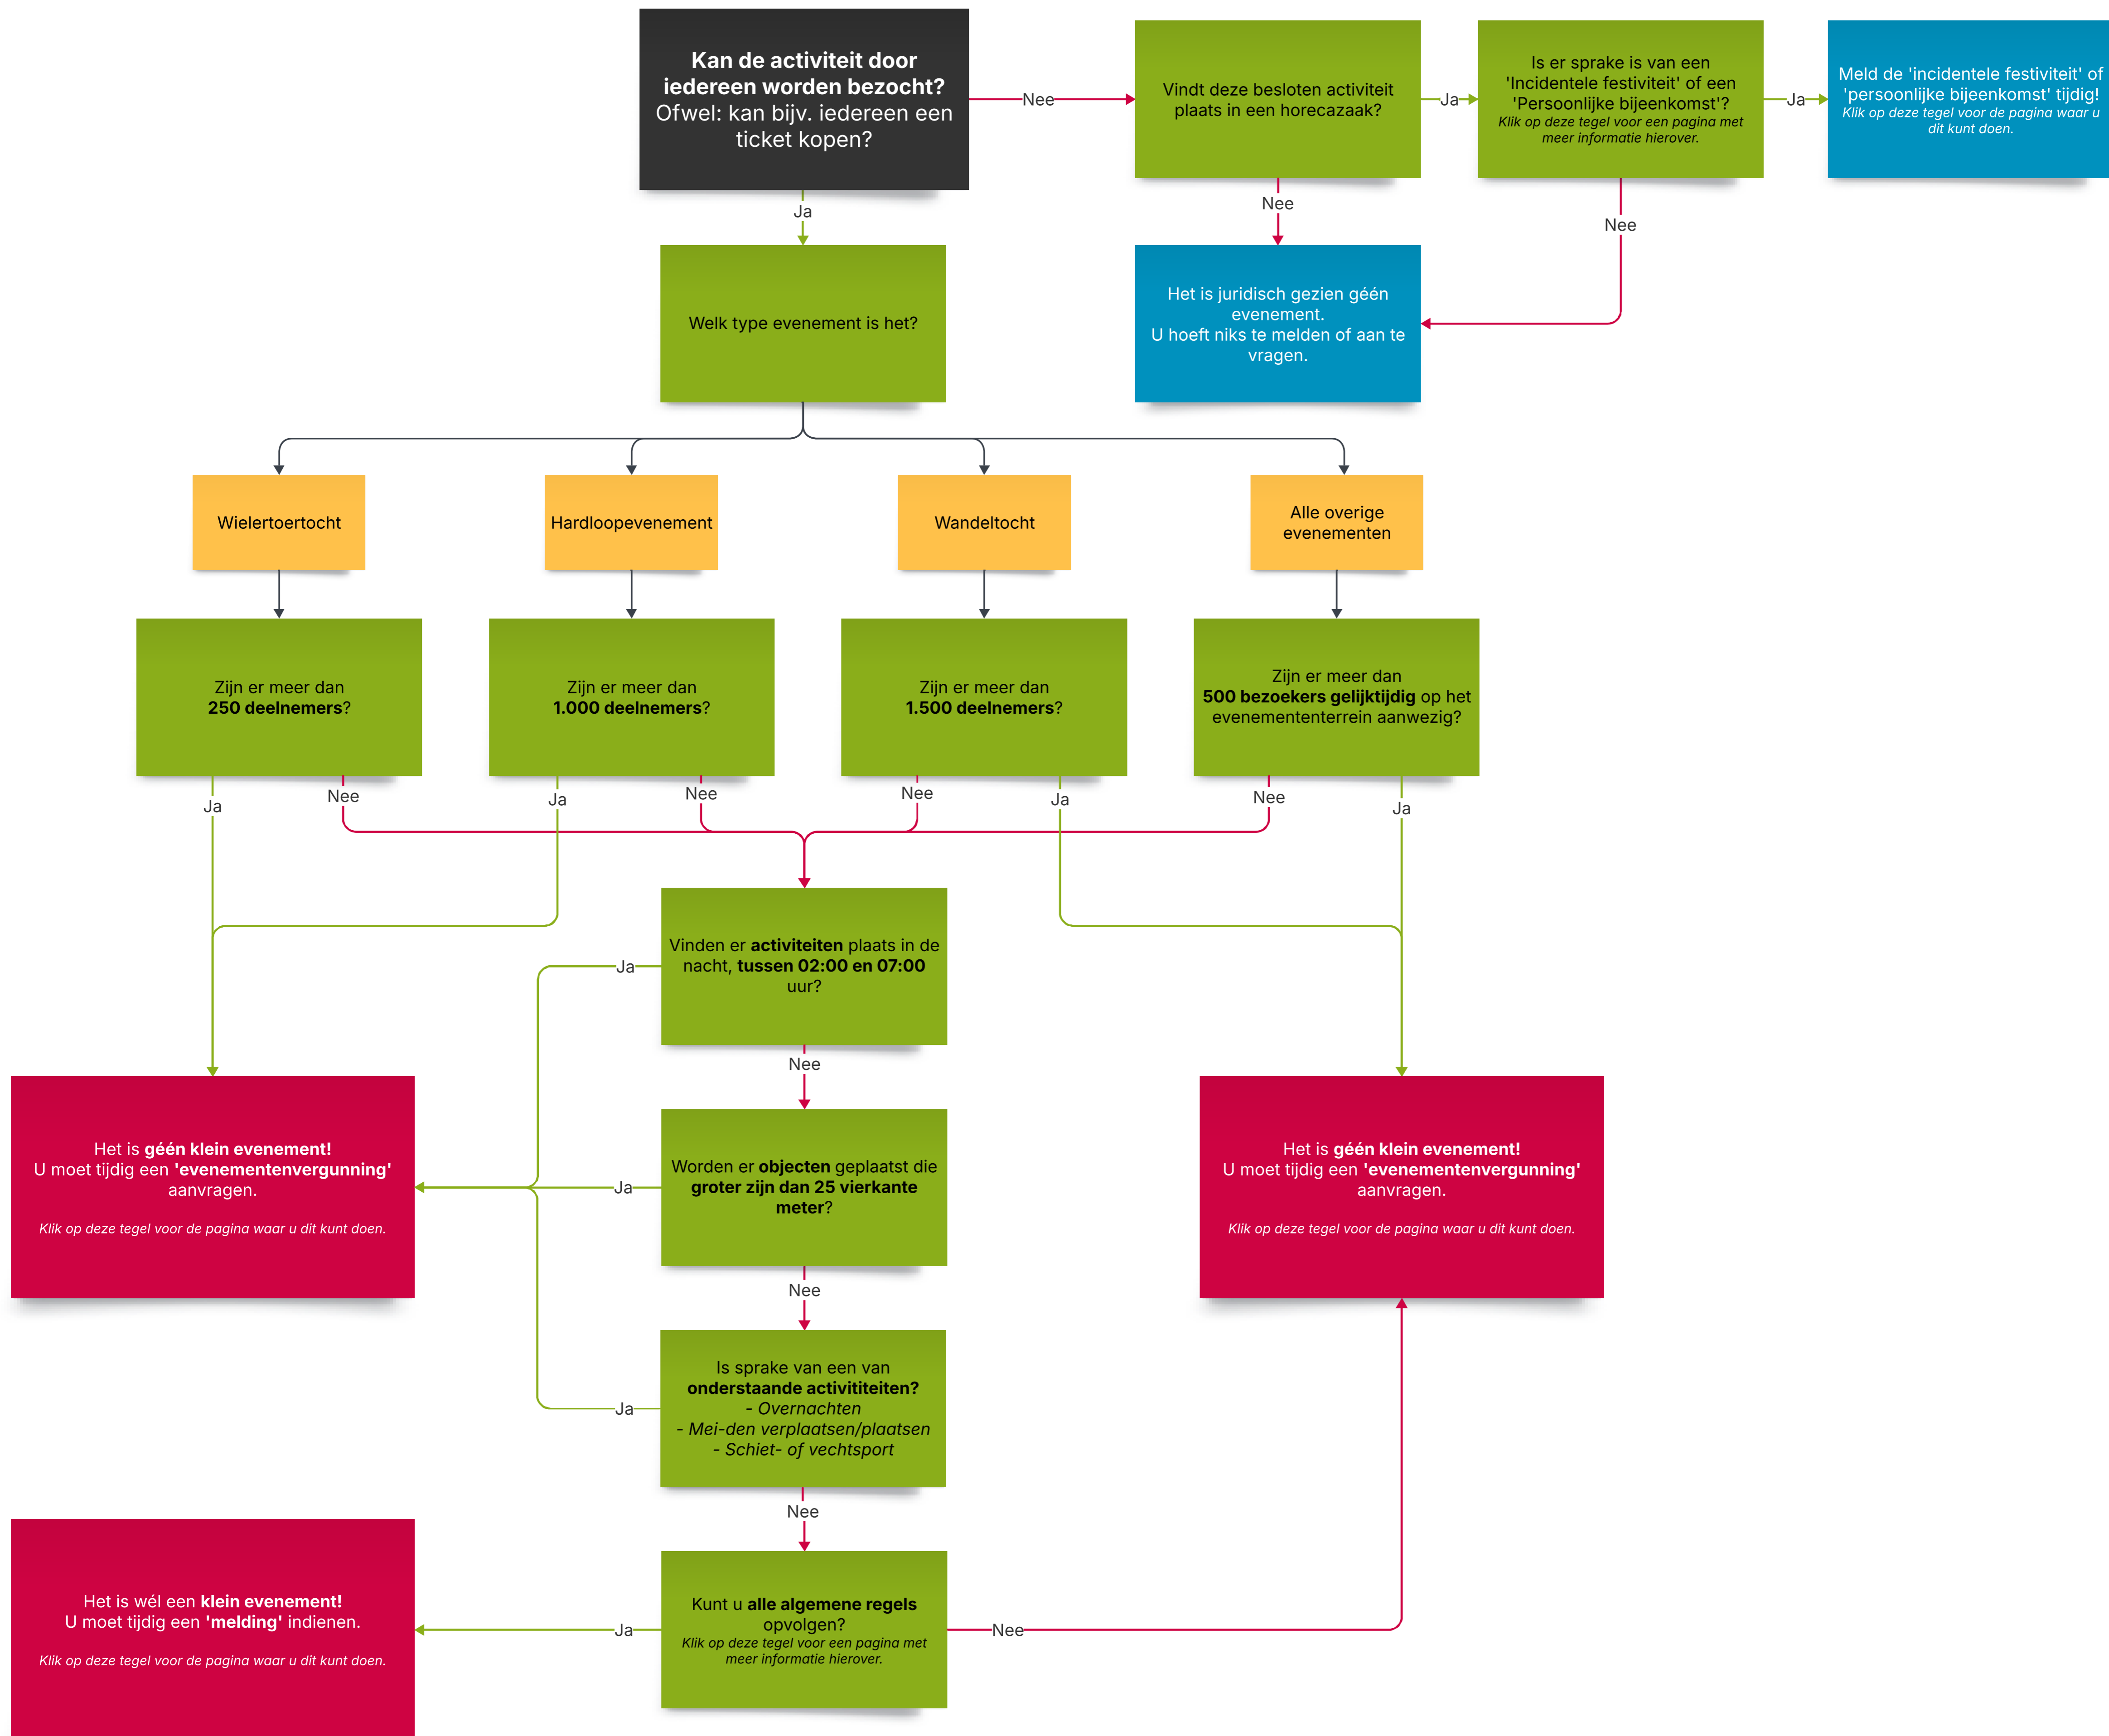 Kan de activiteit door
iedereen worden bezocht?
Ofwel: kan bijv. iedereen een
ticket kopen?
Nee
Vindt deze besloten activiteit
plaats in een horecazaak?
Ja
Is er sprake is van een
'Incidentele festiviteit' of een
'Persoonlijke bijeenkomst'?
Klik op deze tegel voor een pagina met
meer informatie hierover.
Ja
Meld de 'incidentele festiviteit' of
'persoonlijke bijeenkomst' tijdig!
Klik op deze tegel voor de pagina waar u
dit kunt doen.
Ja
Nee
Nee
Welk type evenement is het?
Het is juridisch gezien géén
evenement.
U hoeft niks te melden of aan te
vragen.
Wielertoertocht
Hardloopevenement
Wandeltocht
Alle overige
evenementen
Zijn er meer dan
250 deelnemers?
Zijn er meer dan
1.000 deelnemers?
Zijn er meer dan
1.500 deelnemers?
Zijn er meer dan
500 bezoekers gelijktijdig op het
evenemententerrein aanwezig?
Ja
Nee
Ja
Nee
Nee
Ja
Nee
Ja
Vinden er activiteiten plaats in de
nacht, tussen 02:00 en 07:00
uur?
Ja
Nee
Het is géén klein evenement!
U moet tijdig een 'evenementenvergunning'
aanvragen.
Klik op deze tegel voor de pagina waar u dit kunt doen.
Ja
Worden er objecten geplaatst die
groter zijn dan 25 vierkante
meter?
Het is géén klein evenement!
U moet tijdig een 'evenementenvergunning'
aanvragen.
Klik op deze tegel voor de pagina waar u dit kunt doen.
Nee
Ja
Is sprake van een van
onderstaande activititeiten?
- Overnachten
- Mei-den verplaatsen/plaatsen
- Schiet- of vechtsport
Nee
Het is wél een klein evenement!
U moet tijdig een 'melding' indienen.
Klik op deze tegel voor de pagina waar u dit kunt doen.
Ja
Kunt u alle algemene regels
opvolgen?
Klik op deze tegel voor een pagina met
meer informatie hierover.
Nee